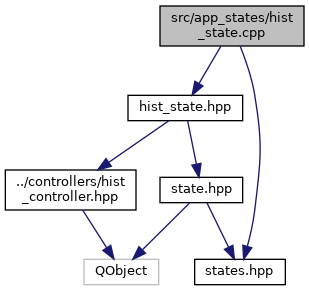 src/app_states/hist
_state.cpp
hist_state.hpp
../controllers/hist
_controller.hpp
state.hpp
QObject
states.hpp